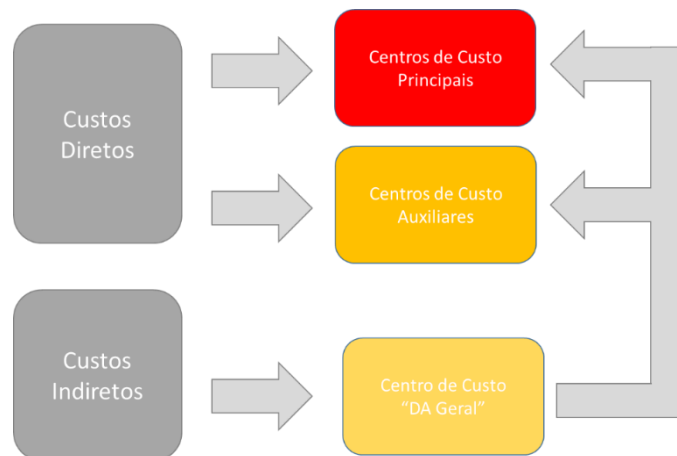 Custos
Diretos
Centros de Custo
Principais
Centros de Custo
Auxiliares
Custos
Indiretos
Centro de Custo
“DA Geral”